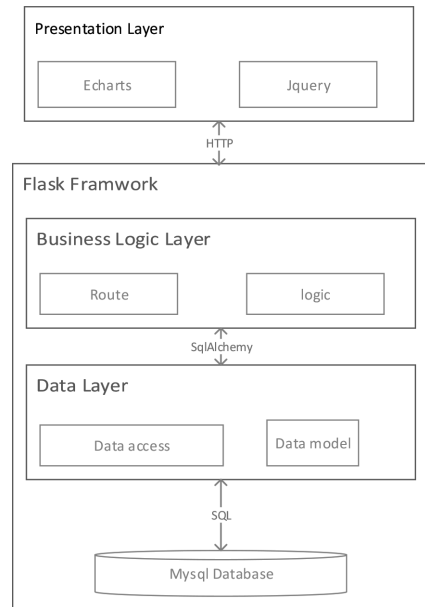 Presentation Layer
Echarts
Jquery
HTTP
Flask Framwork
Business Logic Layer
Route
logic
SqlAlchemy
Data Layer
Data access
Data model
SQL
Mysql Database